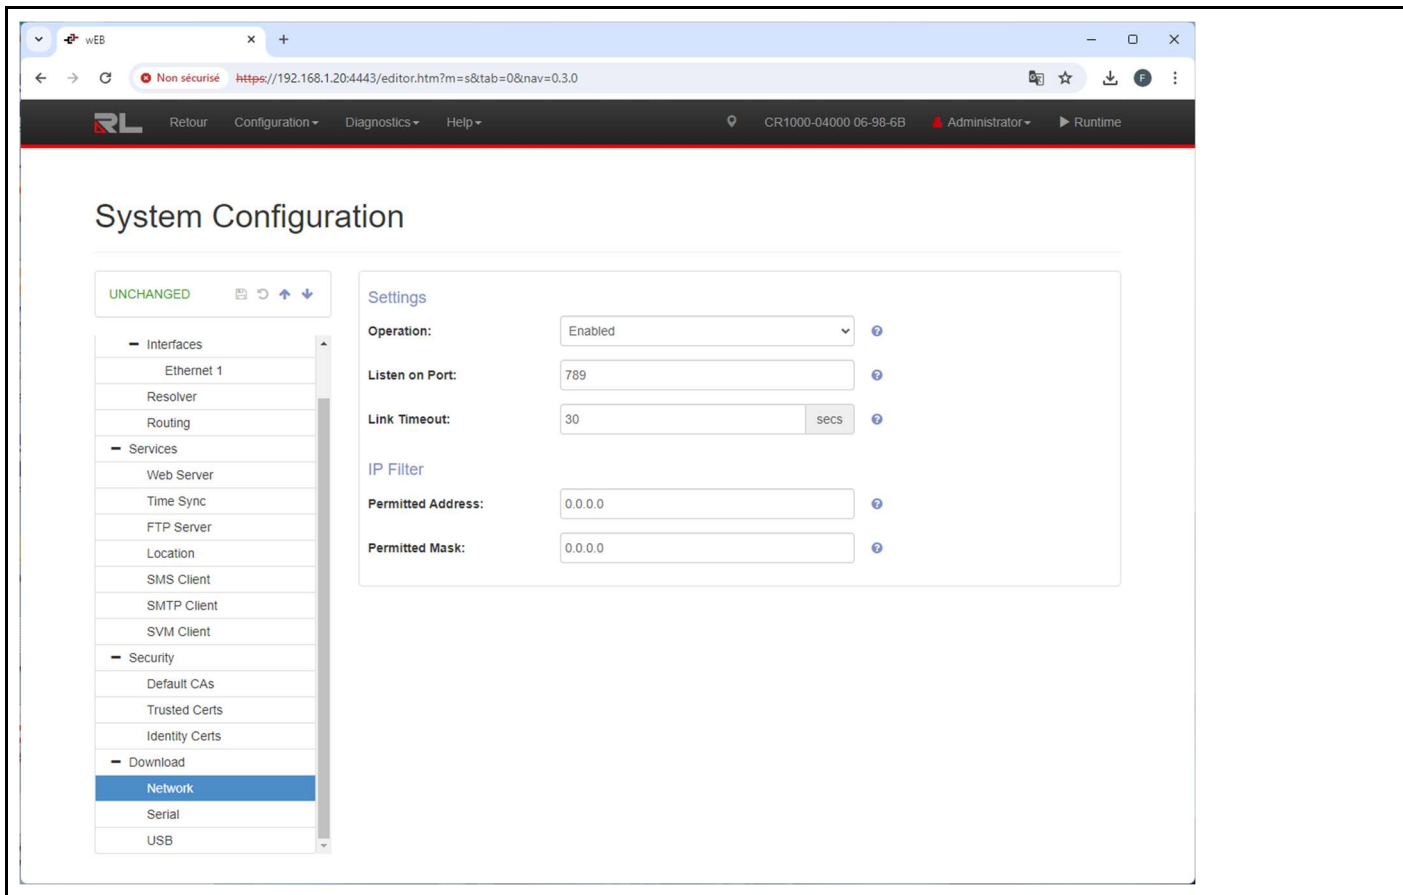 wEB
Non sécurisé https://192.168.1.20:4443/editor.htm?m=s&tab=0&nav=0.3.0
F
RL Retour Configuration Diagnostics Help CR1000-04000 06-98-6B Administrator Runtime
System Configuration
UNCHANGED
Interfaces
Ethernet 1
Resolver
Routing
Services
Web Server
Time Sync
FTP Server
Location
SMS Client
SMTP Client
SVM Client
Security
Default CAs
Trusted Certs
Identity Certs
Download
Network
Serial
USB
Settings
Operation: Enabled
Listen on Port: 789
Link Timeout: 30 secs
IP Filter
Permitted Address: 0.0.0.0
Permitted Mask: 0.0.0.0